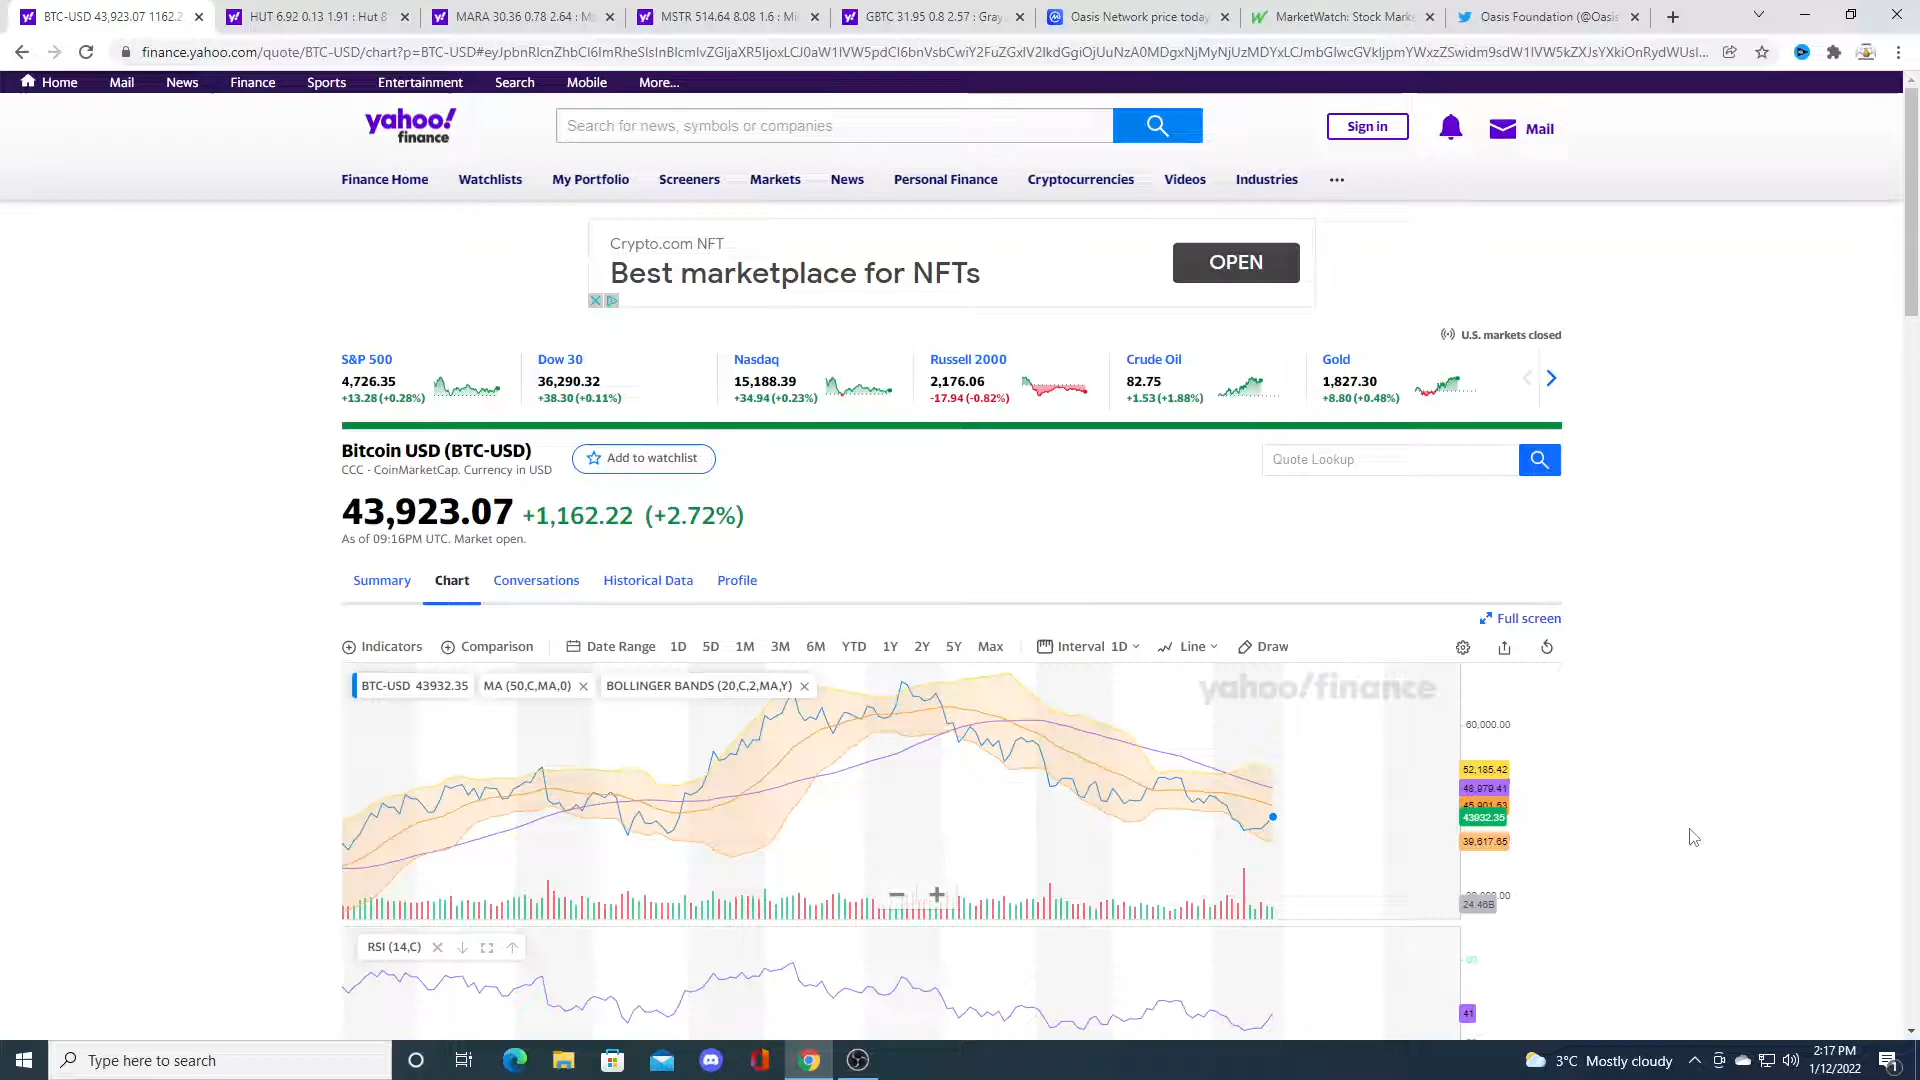 BTC-USD 43,923.07 1162.2
HUT 6.92 0.13 1.91 : Hut 8
MARA 30.36 0.78 2.64 : Ma
MSTR 514.64 8.08 1.6 : Mi
GBTC 31.95 0.8 2.57 : Gray
Oasis Network price today
MarketWatch: Stock Mark
Oasis Foundation (@Oasis
Home Mail News Finance Sports Entertainment Search Mobile More...
yahoo!
finance
Search for news, symbols or companies
Sign in
Mail
Finance Home Watchlists My Portfolio Screeners Markets News Personal Finance Cryptocurrencies Videos Industries ...
Crypto.com NFT
Best marketplace for NFTs
OPEN
U.S. markets closed
S&P 500 Dow 30 Nasdaq Russell 2000 Crude Oil Gold
4,726.35 36,290.32 15,188.39 2,176.06 82.75 1,827.30
+13.28 (+0.28%) +38.30 (+0.11%) +34.94 (+0.23%) -17.94 (-0.82%) +1.53 (+1.88%) +8.80 (+0.48%)
Bitcoin USD (BTC-USD)
Add to watchlist
Quote Lookup
CCC - CoinMarketCap. Currency in USD
43,923.07 +1,162.22 (+2.72%)
As of 09:16PM UTC. Market open.
Summary Chart Conversations Historical Data Profile
Full screen
Indicators Comparison Date Range 1D 5D 1M 3M 6M YTD 1Y 2Y 5Y Max Interval 1D Line Draw
BTC-USD 43932.35 MA (50,C,MA,0) BOLLINGER BANDS (20,C,2,MA,Y)
yahoo!finance
60,000.00
52,185.42
48,979.41
45,901.53
43932.35
39,617.65
24.46B
RSI (14,C)
41
Type here to search
3°C Mostly cloudy
2:17 PM
1/12/2022
1